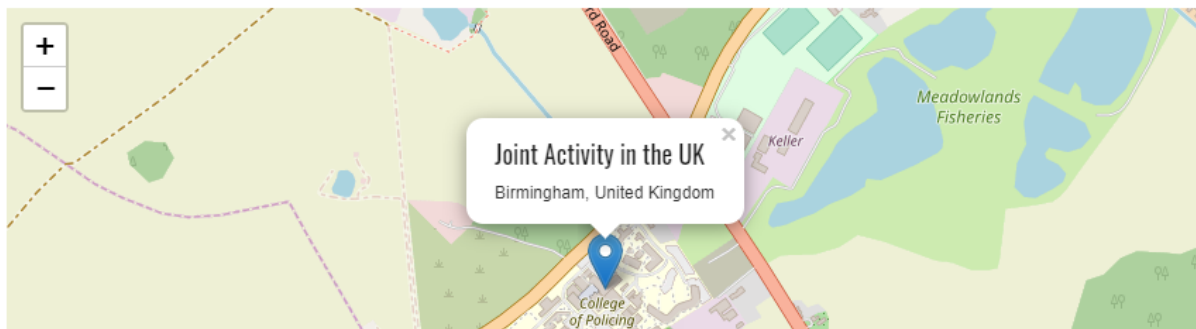 +
−
rd Road
Meadowlands
Fisheries
Keller
×
Joint Activity in the UK
Birmingham, United Kingdom
College
of Policing